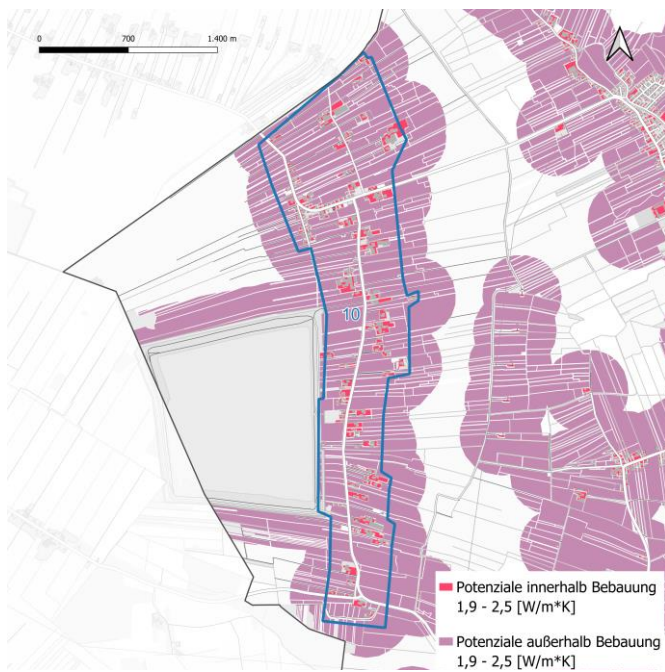 0 700 1.400 m
10
Potenziale innerhalb Bebauung
1,9 - 2,5 [W/m*K]
Potenziale außerhalb Bebauung
1,9 - 2,5 [W/m*K]